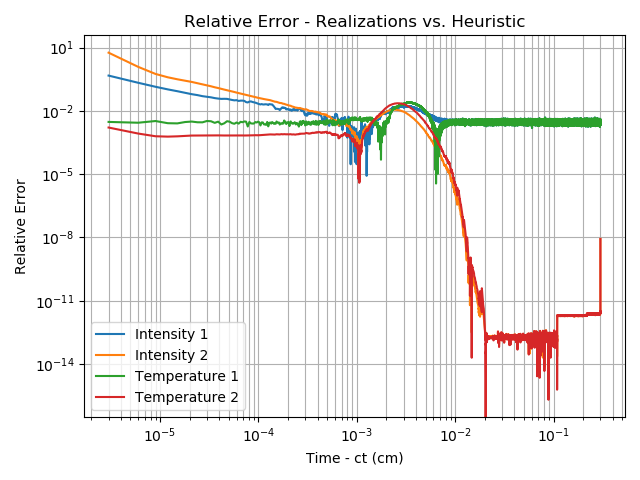 Relative Error - Realizations vs. Heuristic
Relative Error
10^1
10^-2
10^-5
10^-8
10^-11
10^-14
Intensity 1
Intensity 2
Temperature 1
Temperature 2
10^-5
10^-4
10^-3
10^-2
10^-1
Time - ct (cm)